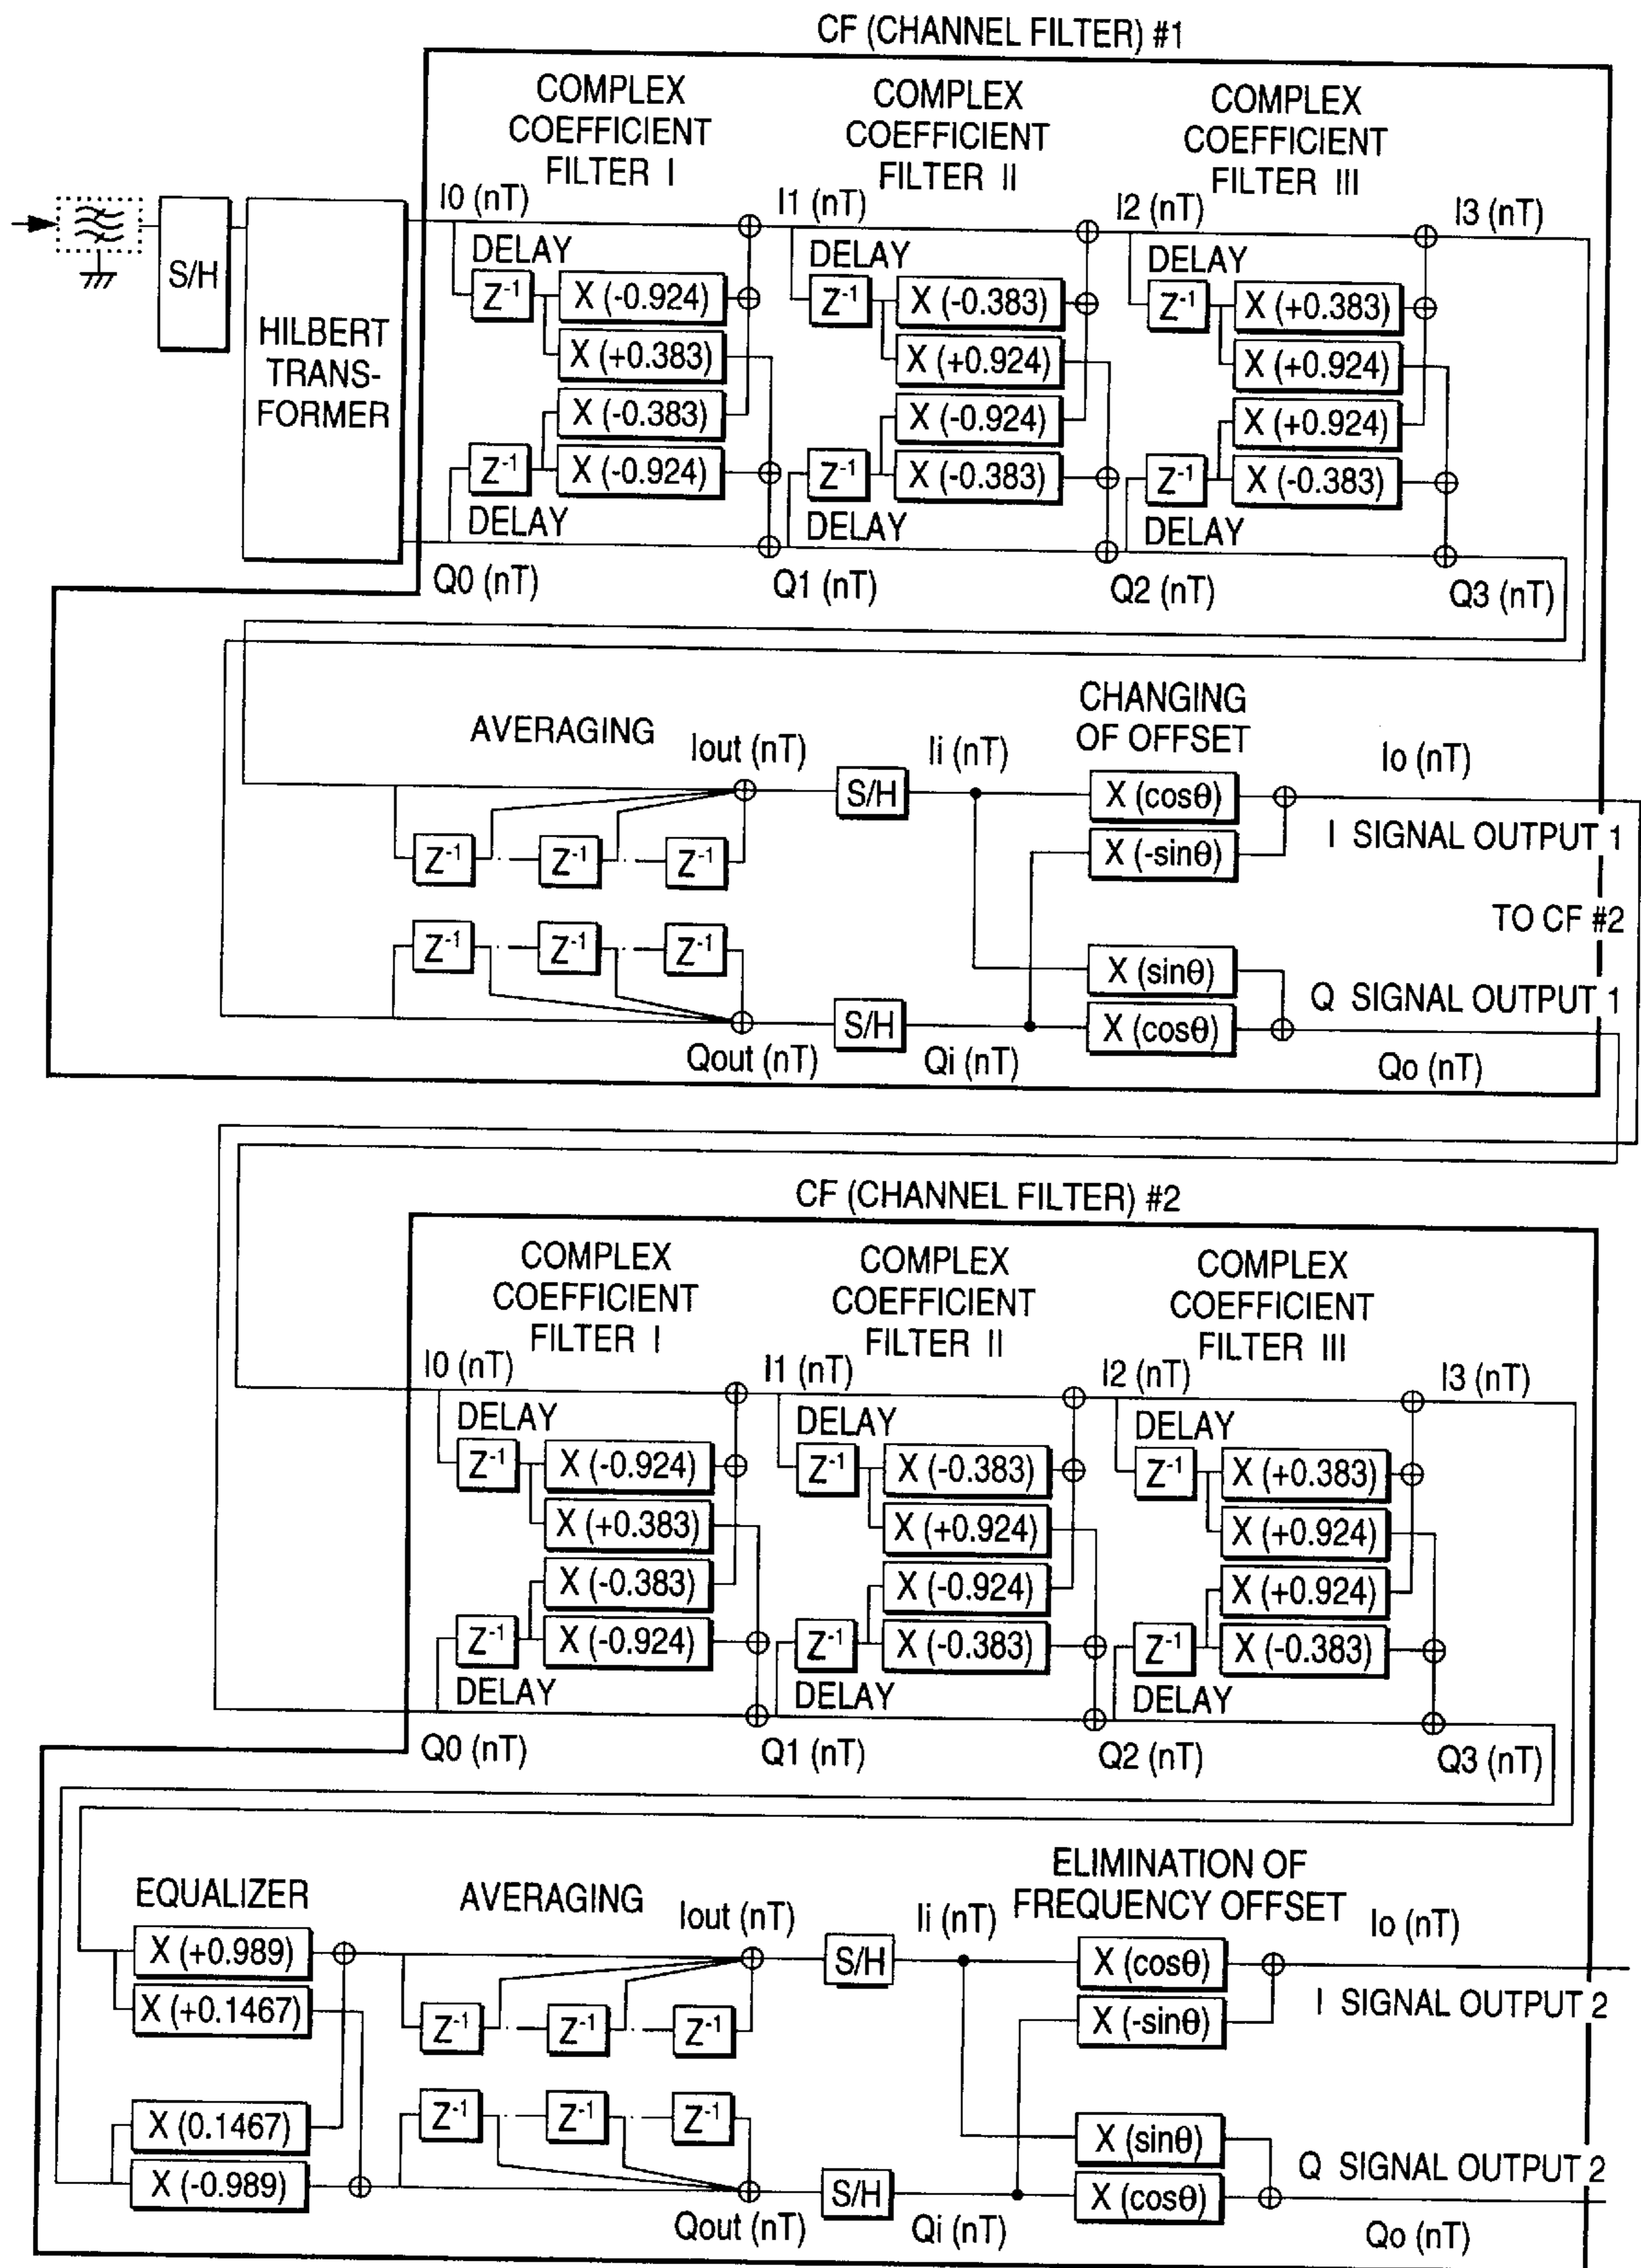 CF (CHANNEL FILTER) #1
COMPLEX
COEFFICIENT
FILTER I
COMPLEX
COEFFICIENT
FILTER II
COMPLEX
COEFFICIENT
FILTER III
S/H
HILBERT
TRANS-
FORMER
I0 (nT)
I1 (nT)
I2 (nT)
I3 (nT)
DELAY
DELAY
DELAY
Z-1
X (-0.924)
Z-1
X (-0.383)
Z-1
X (+0.383)
X (+0.383)
X (+0.924)
X (+0.924)
X (-0.383)
X (-0.924)
X (+0.924)
Z-1
X (-0.924)
Z-1
X (-0.383)
Z-1
X (-0.383)
DELAY
DELAY
DELAY
Q0 (nT)
Q1 (nT)
Q2 (nT)
Q3 (nT)
AVERAGING
Iout (nT)
Ii (nT)
CHANGING
OF OFFSET
Io (nT)
S/H
X (cosθ)
X (-sinθ)
I SIGNAL OUTPUT 1
Z-1
Z-1
Z-1
TO CF #2
Z-1
Z-1
Z-1
X (sinθ)
Q SIGNAL OUTPUT 1
S/H
X (cosθ)
Qout (nT)
Qi (nT)
Qo (nT)
CF (CHANNEL FILTER) #2
COMPLEX
COEFFICIENT
FILTER I
COMPLEX
COEFFICIENT
FILTER II
COMPLEX
COEFFICIENT
FILTER III
I0 (nT)
I1 (nT)
I2 (nT)
I3 (nT)
DELAY
DELAY
DELAY
Z-1
X (-0.924)
Z-1
X (-0.383)
Z-1
X (+0.383)
X (+0.383)
X (+0.924)
X (+0.924)
X (-0.383)
X (-0.924)
X (+0.924)
Z-1
X (-0.924)
Z-1
X (-0.383)
Z-1
X (-0.383)
DELAY
DELAY
DELAY
Q0 (nT)
Q1 (nT)
Q2 (nT)
Q3 (nT)
EQUALIZER
AVERAGING
Iout (nT)
Ii (nT)
ELIMINATION OF
FREQUENCY OFFSET
Io (nT)
X (+0.989)
X (+0.1467)
S/H
X (cosθ)
X (-sinθ)
I SIGNAL OUTPUT 2
Z-1
Z-1
Z-1
X (0.1467)
X (-0.989)
Z-1
Z-1
Z-1
X (sinθ)
Q SIGNAL OUTPUT 2
S/H
X (cosθ)
Qout (nT)
Qi (nT)
Qo (nT)